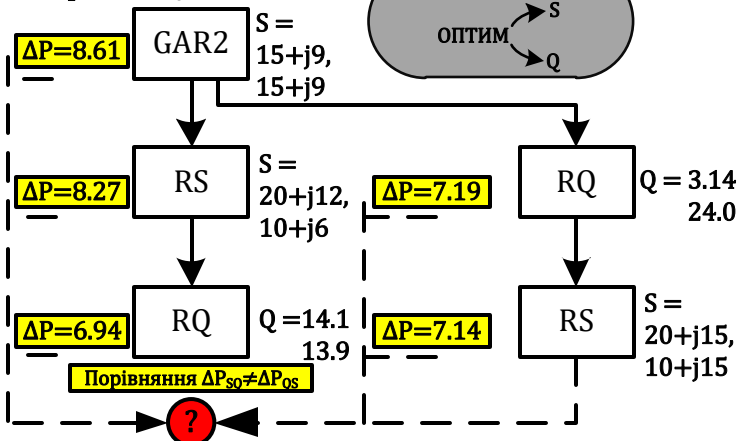 ОПТИМ
S
Q
ΔP=8.61
GAR2
S =
15+j9,
15+j9
ΔP=8.27
RS
S =
20+j12,
10+j6
ΔP=7.19
RQ
Q = 3.14
24.0
ΔP=6.94
RQ
Q =14.1
13.9
ΔP=7.14
RS
S =
20+j15,
10+j15
Порівняння ΔP_SQ≠ΔP_QS
?